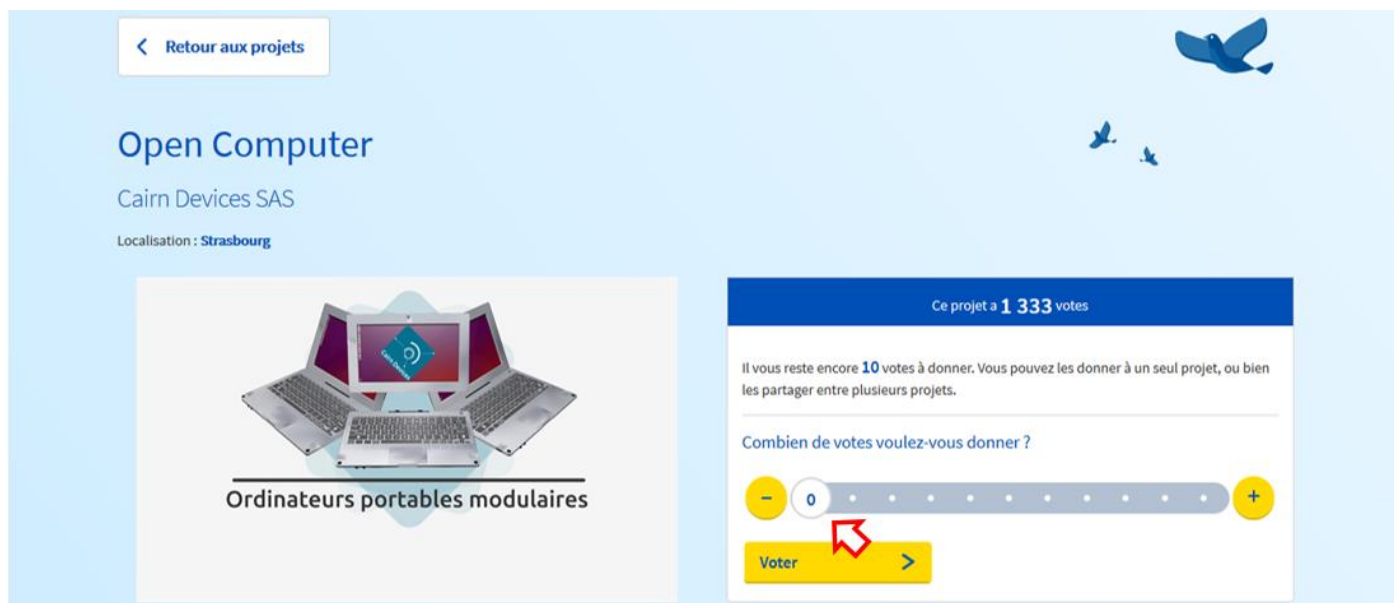 Retour aux projets
Open Computer
Cairn Devices SAS
Localisation : Strasbourg
Cairn Devices
Ordinateurs portables modulaires
Ce projet a 1 333 votes
Il vous reste encore 10 votes à donner. Vous pouvez les donner à un seul projet, ou bien
les partager entre plusieurs projets.
Combien de votes voulez-vous donner ?
- 0 +
Voter